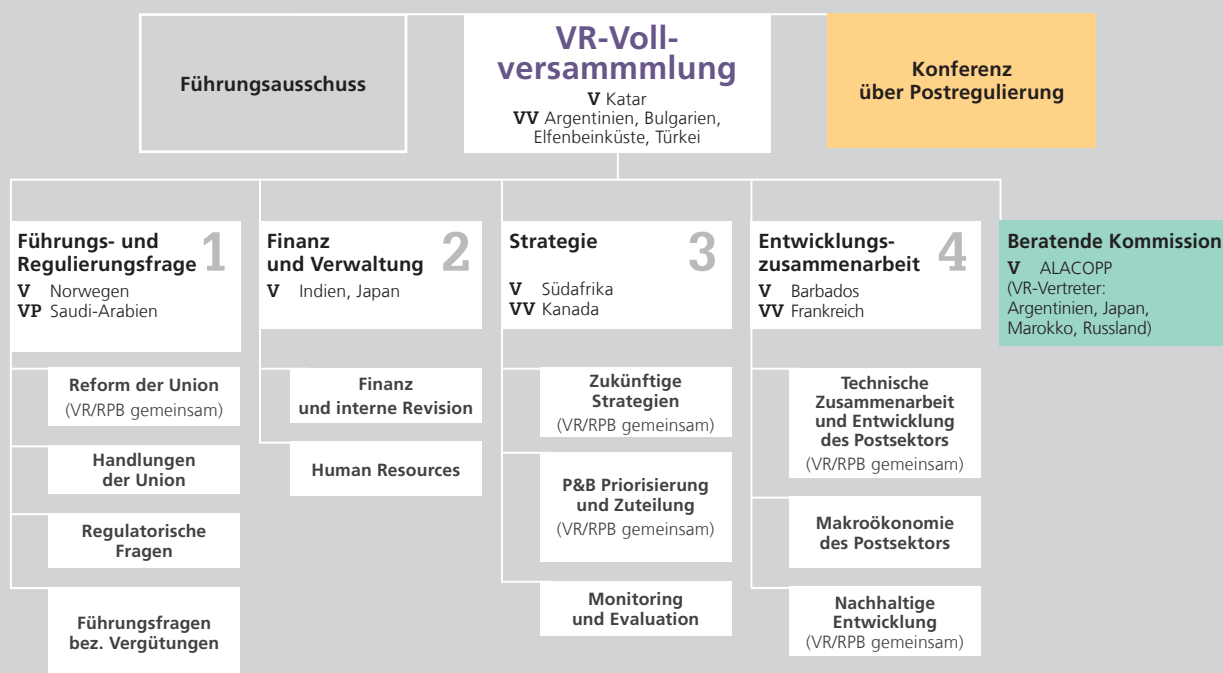 Führungsausschuss
VR-Voll-
versammmlung
V Katar
VV Argentinien, Bulgarien,
Elfenbeinküste, Türkei
Konferenz
über Postregulierung
Führungs- und
Regulierungsfrage 1
V Norwegen
VP Saudi-Arabien
Reform der Union
(VR/RPB gemeinsam)
Handlungen
der Union
Regulatorische
Fragen
Führungsfragen
bez. Vergütungen
Finanz
und Verwaltung 2
V Indien, Japan
Finanz
und interne Revision
Human Resources
Strategie 3
V Südafrika
VV Kanada
Zukünftige
Strategien
(VR/RPB gemeinsam)
P&B Priorisierung
und Zuteilung
(VR/RPB gemeinsam)
Monitoring
und Evaluation
Entwicklungs-
zusammenarbeit 4
V Barbados
VV Frankreich
Technische
Zusammenarbeit
und Entwicklung
des Postsektors
(VR/RPB gemeinsam)
Makroökonomie
des Postsektors
Nachhaltige
Entwicklung
(VR/RPB gemeinsam)
Beratende Kommission
V ALACOPP
(VR-Vertreter:
Argentinien, Japan,
Marokko, Russland)